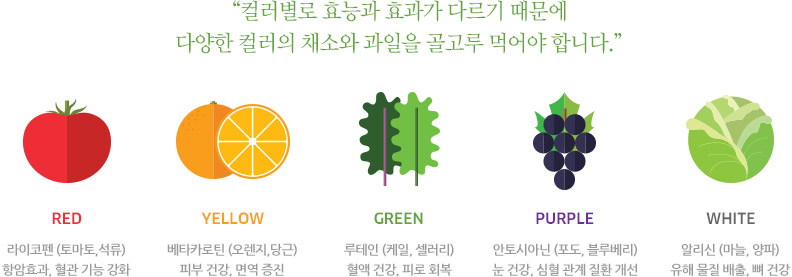 “컬러별로 효능과 효과가 다르기 때문에
다양한 컬러의 채소와 과일을 골고루 먹어야 합니다.”
RED
라이코펜 (토마토,석류)
항암효과, 혈관 기능 강화
YELLOW
베타카로틴 (오렌지,당근)
피부 건강, 면역 증진
GREEN
루테인 (케일, 셀러리)
혈액 건강, 피로 회복
PURPLE
안토시아닌 (포도, 블루베리)
눈 건강, 심혈 관계 질환 개선
WHITE
알리신 (마늘, 양파)
유해 물질 배출, 뼈 건강